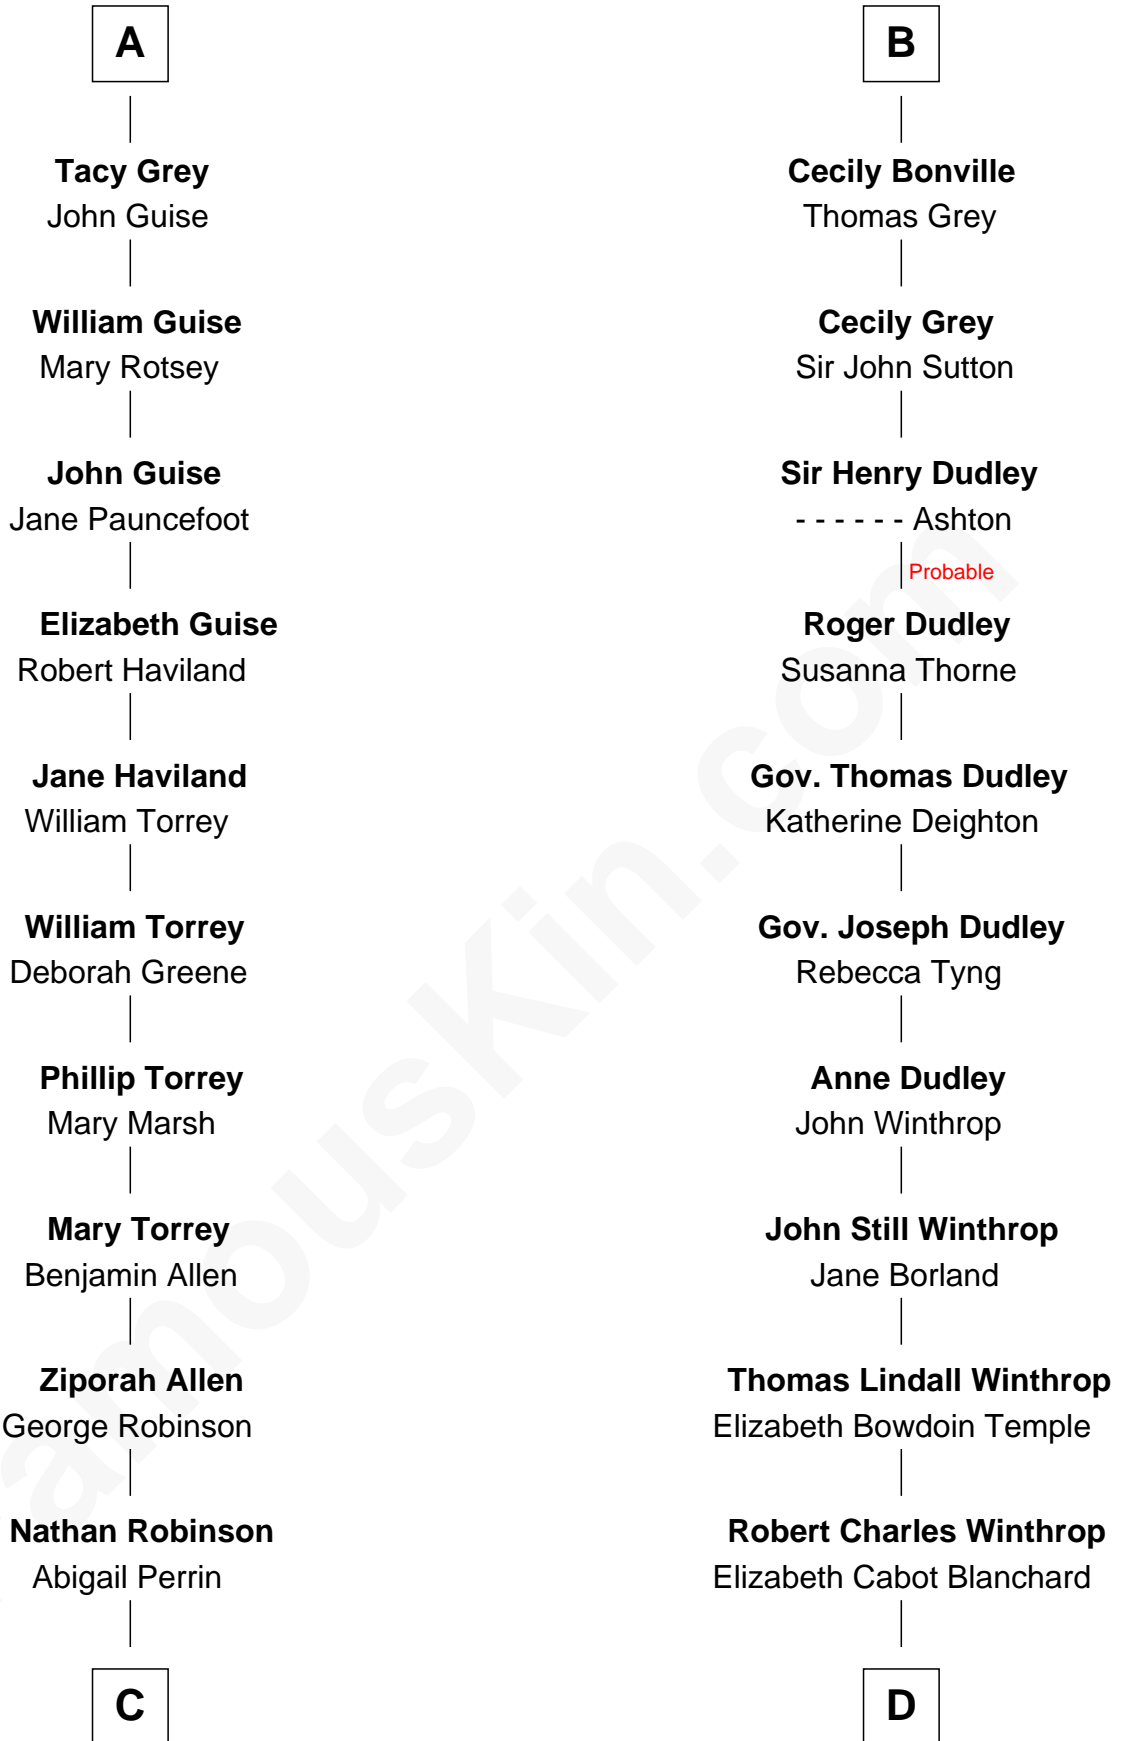 A
Tacy Grey
John Guise
William Guise
Mary Rotsey
John Guise
Jane Pauncefoot
Elizabeth Guise
Robert Haviland
Jane Haviland
William Torrey
William Torrey
Deborah Greene
Phillip Torrey
Mary Marsh
Mary Torrey
Benjamin Allen
Ziporah Allen
George Robinson
Nathan Robinson
Abigail Perrin
C
B
Cecily Bonville
Thomas Grey
Cecily Grey
Sir John Sutton
Sir Henry Dudley
- - - - - - Ashton
Probable
Roger Dudley
Susanna Thorne
Gov. Thomas Dudley
Katherine Deighton
Gov. Joseph Dudley
Rebecca Tyng
Anne Dudley
John Winthrop
John Still Winthrop
Jane Borland
Thomas Lindall Winthrop
Elizabeth Bowdoin Temple
Robert Charles Winthrop
Elizabeth Cabot Blanchard
D
amouskin.com